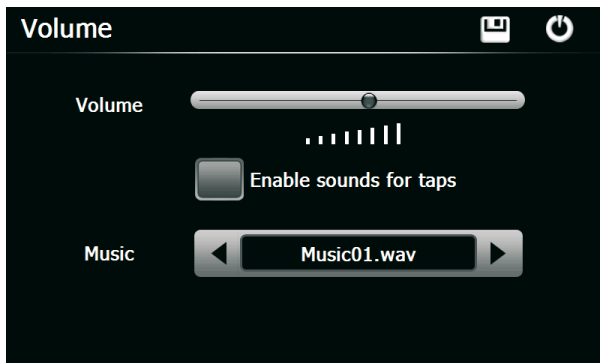 Volume
Volume
Enable sounds for taps
Music
Music01.wav